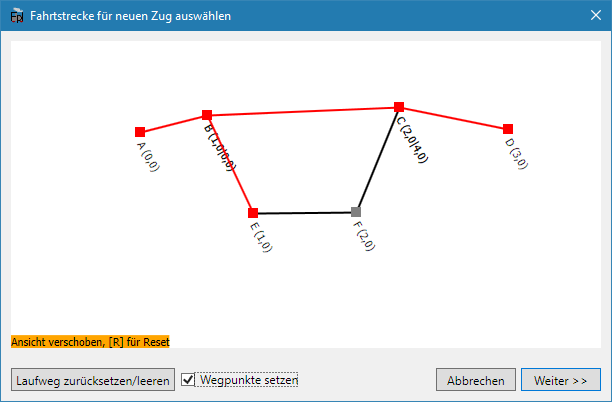 Fahrtstrecke für neuen Zug auswählen
A (0,0)
B (1,0|0,0)
C (2,0|4,0)
D (3,0)
E (1,0)
F (2,0)
Ansicht verschoben, [R] für Reset
Laufweg zurücksetzen/leeren
Wegpunkte setzen
Abbrechen
Weiter >>